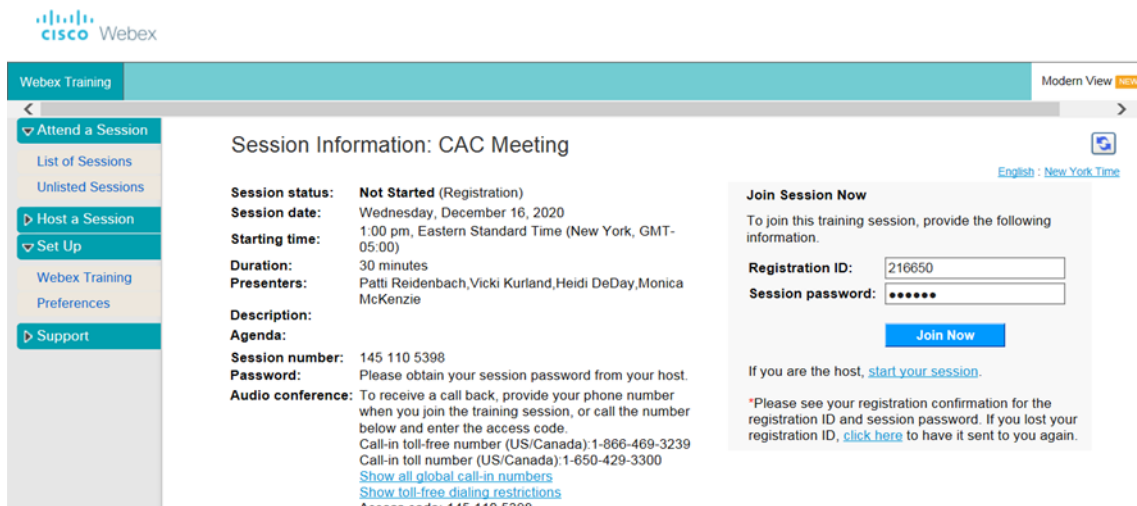 cisco Webex
Webex Training
Modern View NEW
Attend a Session
List of Sessions
Unlisted Sessions
Host a Session
Set Up
Webex Training
Preferences
Support
Session Information: CAC Meeting
English : New York Time
Session status: Not Started (Registration)
Session date: Wednesday, December 16, 2020
Starting time: 1:00 pm, Eastern Standard Time (New York, GMT-
05:00)
Duration: 30 minutes
Presenters: Patti Reidenbach,Vicki Kurland,Heidi DeDay,Monica
McKenzie
Description:
Agenda:
Session number: 145 110 5398
Password: Please obtain your session password from your host.
Audio conference: To receive a call back, provide your phone number
when you join the training session, or call the number
below and enter the access code.
Call-in toll-free number (US/Canada):1-866-469-3239
Call-in toll number (US/Canada):1-650-429-3300
Show all global call-in numbers
Show toll-free dialing restrictions
Access code: 145 110 5398
Join Session Now
To join this training session, provide the following
information.
Registration ID: 216650
Session password: ●●●●●●
Join Now
If you are the host, start your session.
*Please see your registration confirmation for the
registration ID and session password. If you lost your
registration ID, click here to have it sent to you again.